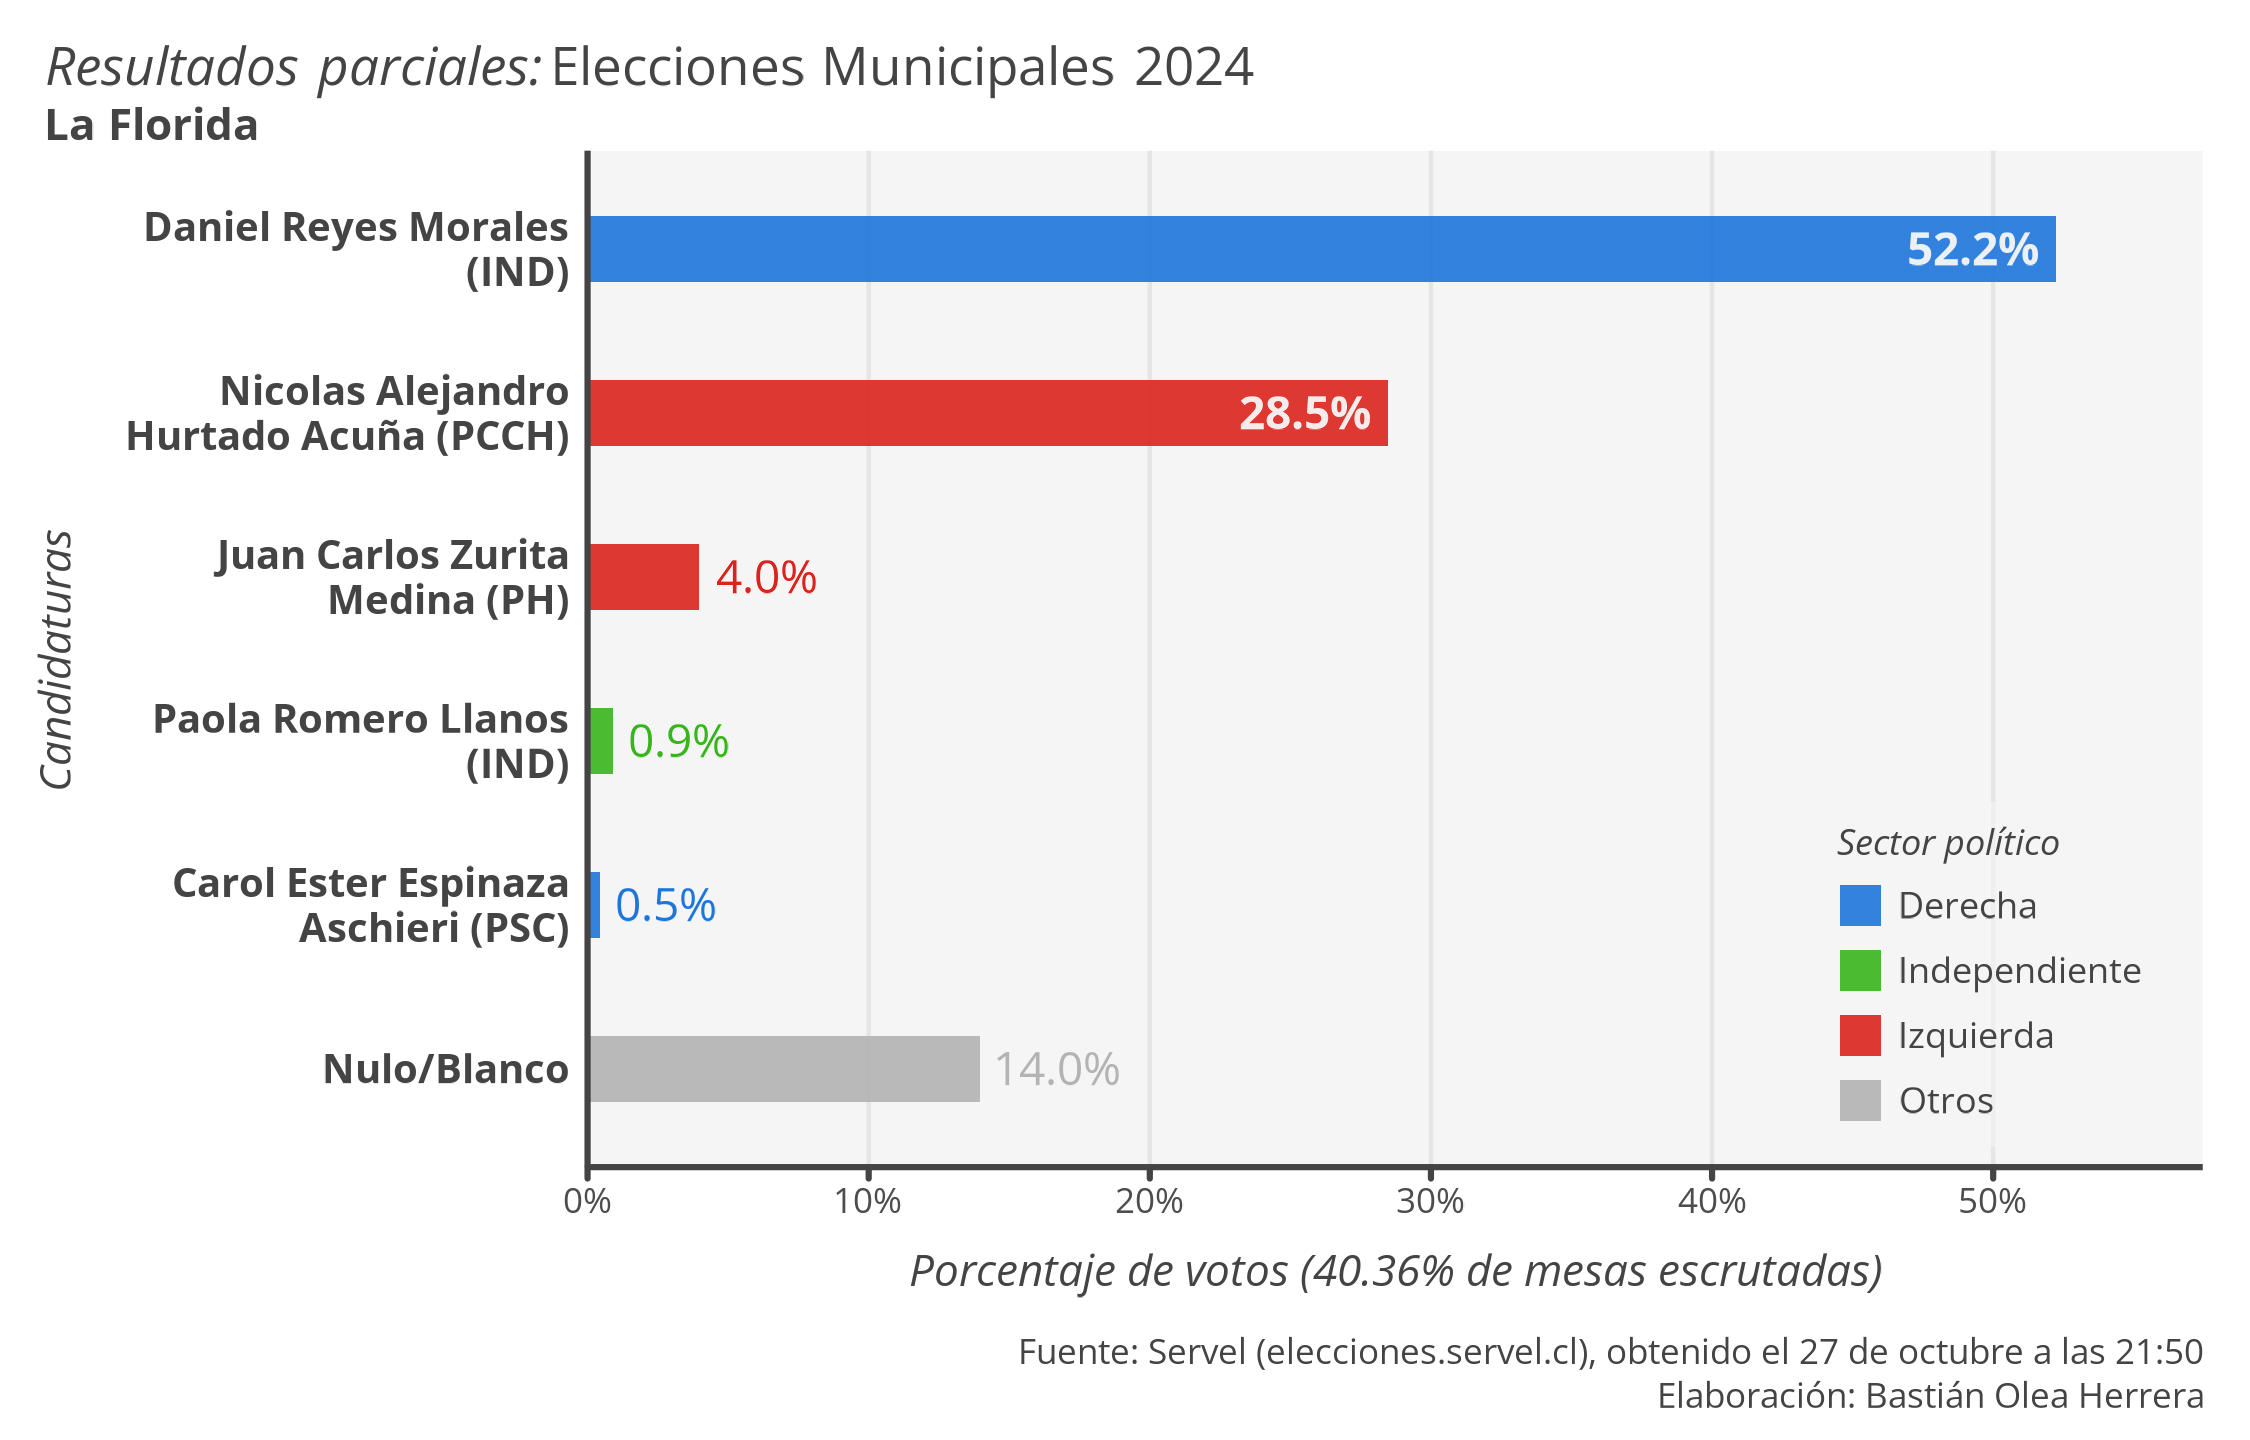 Resultados parciales: Elecciones Municipales 2024
La Florida
Candidaturas
Daniel Reyes Morales
(IND)
52.2%
Nicolas Alejandro
Hurtado Acuña (PCCH)
28.5%
Juan Carlos Zurita
Medina (PH)
4.0%
Paola Romero Llanos
(IND)
0.9%
Carol Ester Espinaza
Aschieri (PSC)
0.5%
Nulo/Blanco
14.0%
Sector político
Derecha
Independiente
Izquierda
Otros
0% 10% 20% 30% 40% 50%
Porcentaje de votos (40.36% de mesas escrutadas)
Fuente: Servel (elecciones.servel.cl), obtenido el 27 de octubre a las 21:50
Elaboración: Bastián Olea Herrera